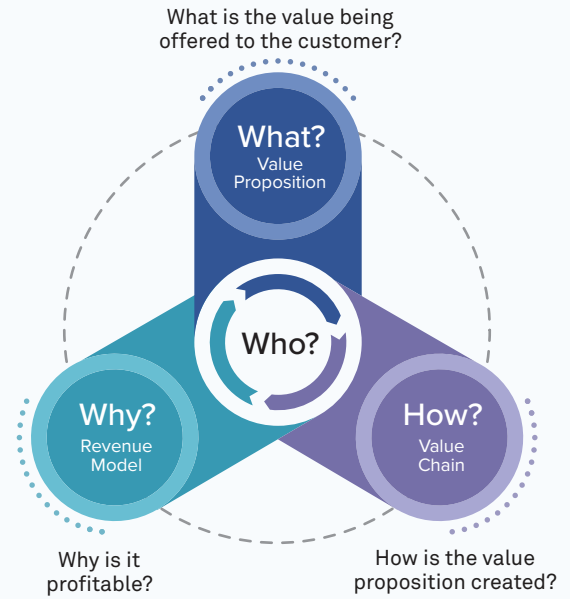 What is the value being
offered to the customer?
What?
Value
Proposition
Who?
Why?
Revenue
Model
How?
Value
Chain
Why is it
profitable?
How is the value
proposition created?